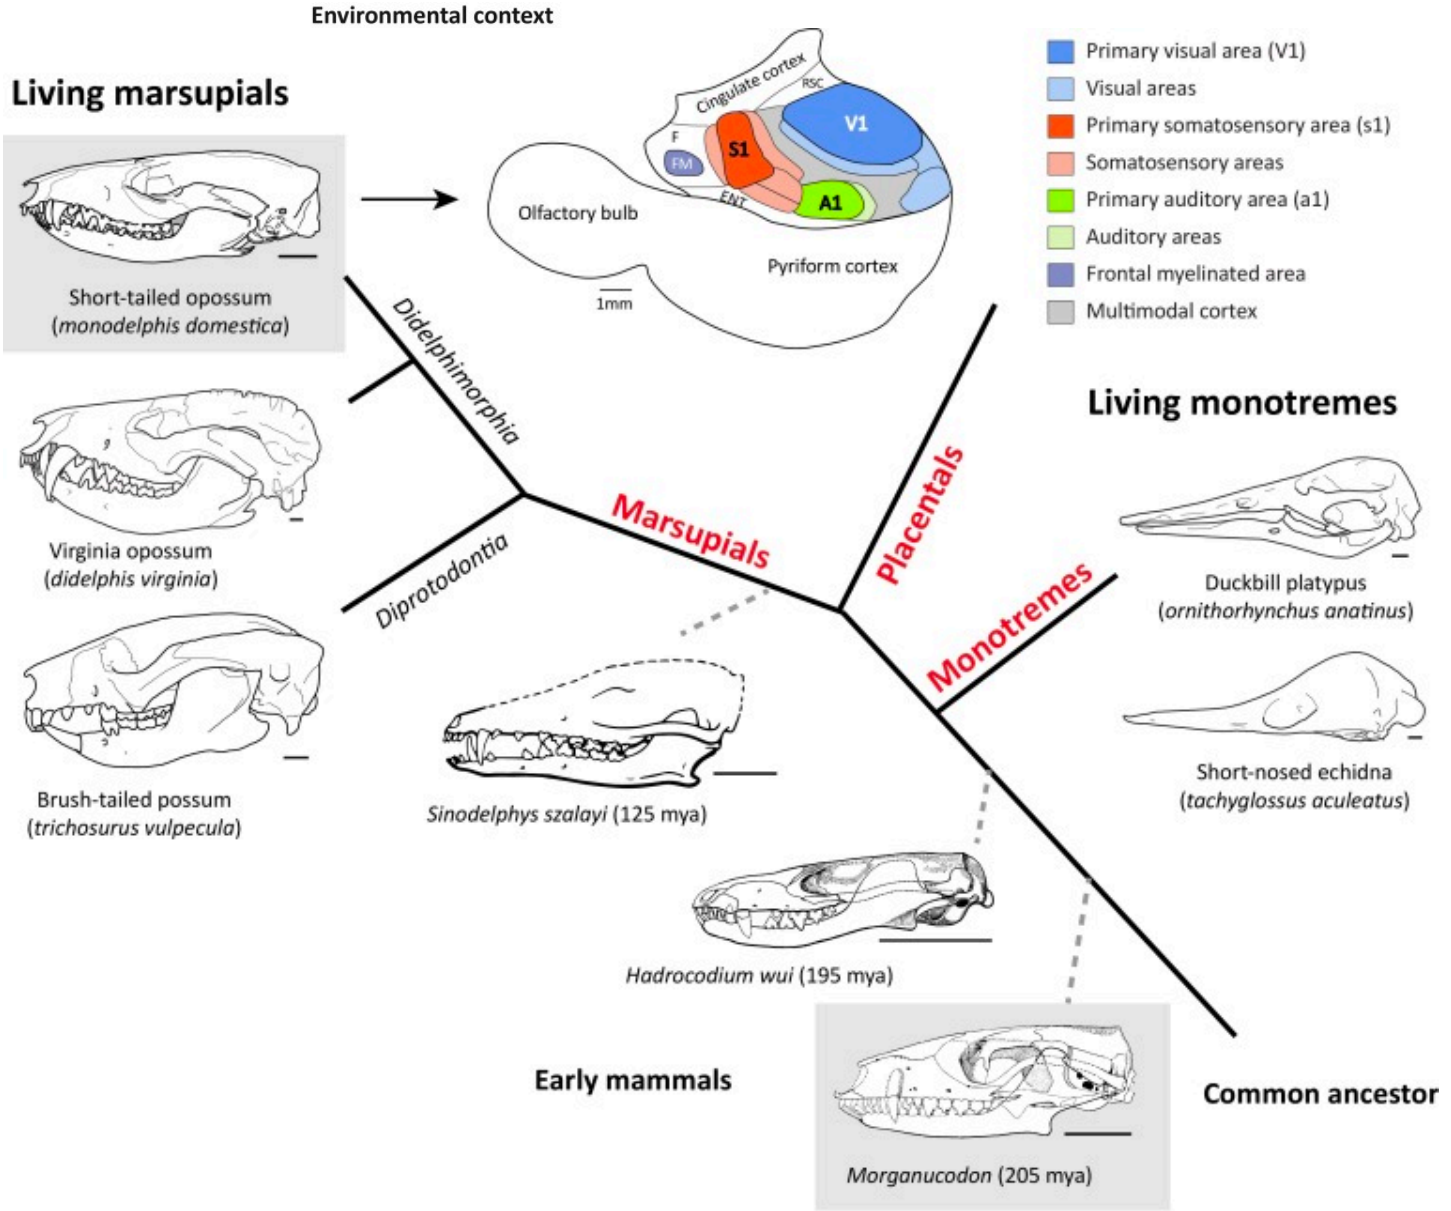 Environmental context
Living marsupials
Short-tailed opossum
(monodelphis domestica)
Virginia opossum
(didelphis virginia)
Brush-tailed possum
(trichosurus vulpecula)
Cingulate cortex
RSC
V1
F
S1
FM
ENT
A1
Olfactory bulb
Pyriform cortex
1mm
Primary visual area (V1)
Visual areas
Primary somatosensory area (s1)
Somatosensory areas
Primary auditory area (a1)
Auditory areas
Frontal myelinated area
Multimodal cortex
Didelphimorphia
Diprotodontia
Marsupials
Placentals
Monotremes
Living monotremes
Duckbill platypus
(ornithorhynchus anatinus)
Short-nosed echidna
(tachyglossus aculeatus)
Sinodelphys szalayi (125 mya)
Hadrocodium wui (195 mya)
Early mammals
Morganucodon (205 mya)
Common ancestor